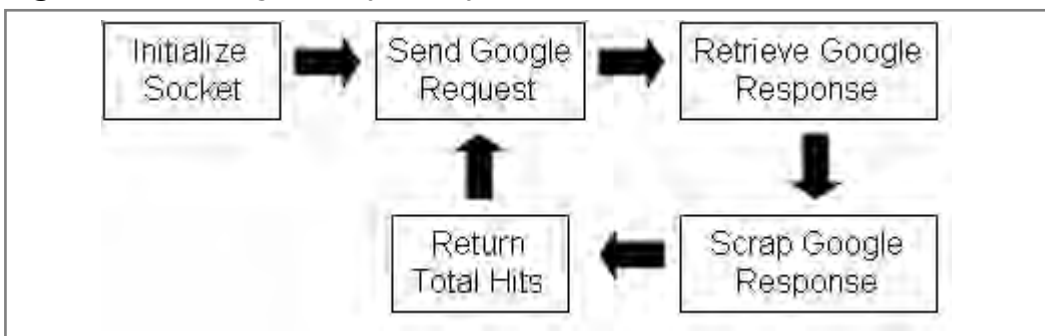 Initialize
Socket
Send Google
Request
Retrieve Google
Response
Return
Total Hits
Scrap Google
Response